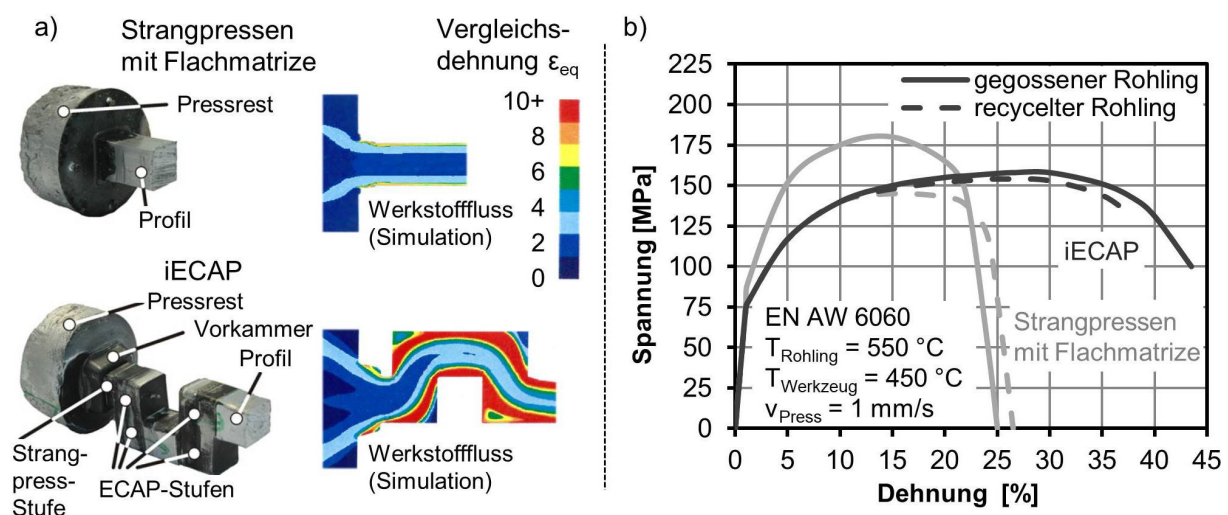 a)
Strangpressen
mit Flachmatrize
Pressrest
Profil
Vergleichs-
dehnung εeq
10+
8
6
4
2
0
Werkstofffluss
(Simulation)
iECAP
Pressrest
Vorkammer
Profil
Strang-
press-
Stufe
ECAP-Stufen
Werkstofffluss
(Simulation)
b)
Spannung [MPa]
225
200
175
150
125
100
75
50
25
0
gegossener Rohling
recycelter Rohling
iECAP
Strangpressen
mit Flachmatrize
EN AW 6060
TRohling = 550 °C
TWerkzeug = 450 °C
vPress = 1 mm/s
0 5 10 15 20 25 30 35 40 45
Dehnung [%]